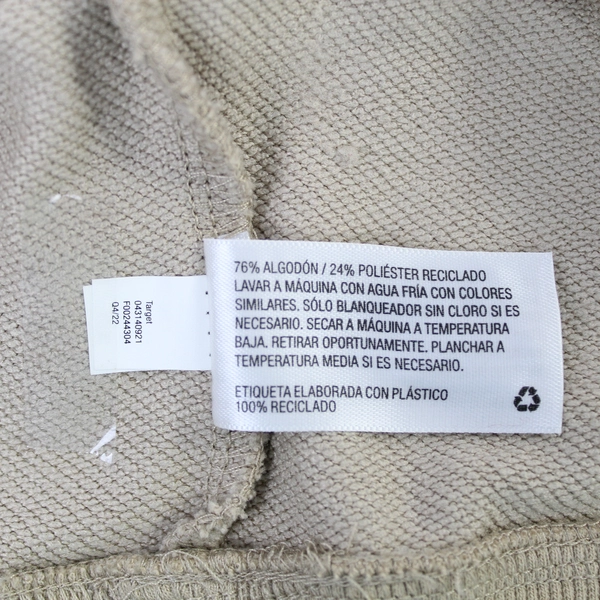 76% ALGODÓN / 24% POLIÉSTER RECICLADO
LAVAR A MÁQUINA CON AGUA FRÍA CON COLORES
SIMILARES. SÓLO BLANQUEADOR SIN CLORO SI ES
NECESARIO. SECAR A MÁQUINA A TEMPERATURA
BAJA. RETIRAR OPORTUNAMENTE. PLANCHAR A
TEMPERATURA MEDIA SI ES NECESARIO.
ETIQUETA ELABORADA CON PLÁSTICO
100% RECICLADO
Target
043140921
F00244304
Q4/22